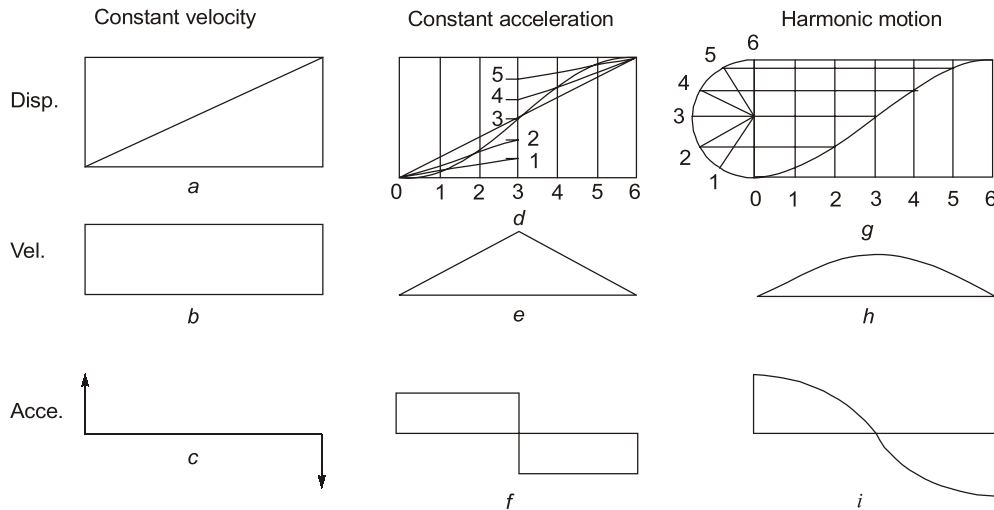 Constant velocity Constant acceleration Harmonic motion
Disp.
5
4
3
2
1
0 1 2 3 4 5 6
6
5
4
3
2
1
0 1 2 3 4 5 6
a d g
Vel.
b e h
Acce.
c f i